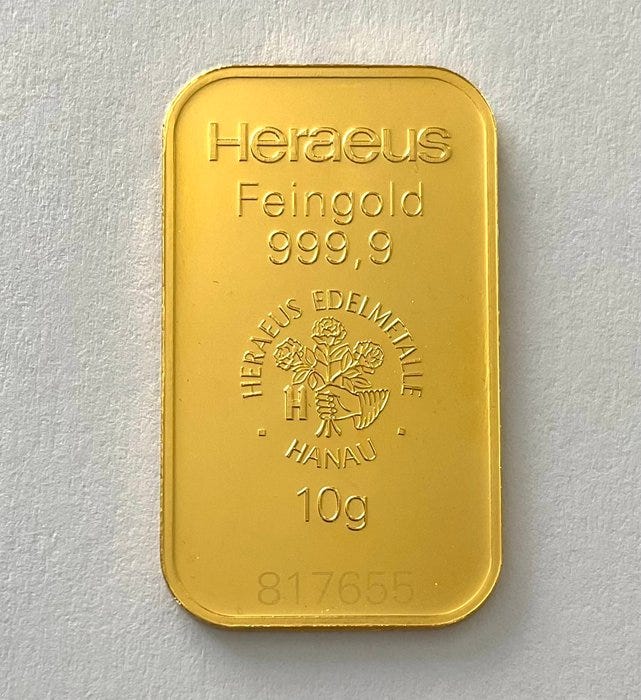 Heraeus
Feingold
999,9
HERAEUS EDELMETALLE
H
HANAU
10g
817655